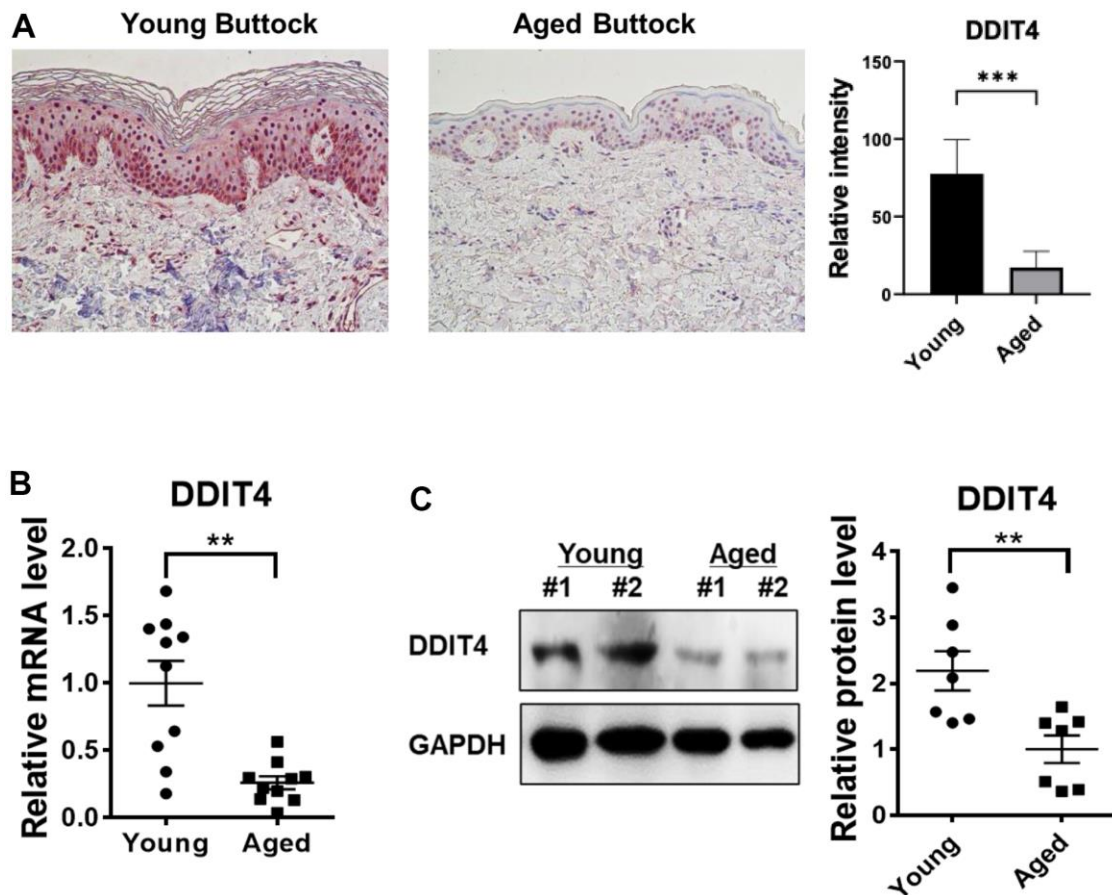 A
Young Buttock
Aged Buttock
DDIT4
Relative intensity
150
100
50
0
***
Young
Aged
B
DDIT4
Relative mRNA level
2.0
1.5
1.0
0.5
0.0
**
Young
Aged
C
Young
Aged
#1
#2
#1
#2
DDIT4
GAPDH
DDIT4
Relative protein level
4
3
2
1
0
**
Young
Aged